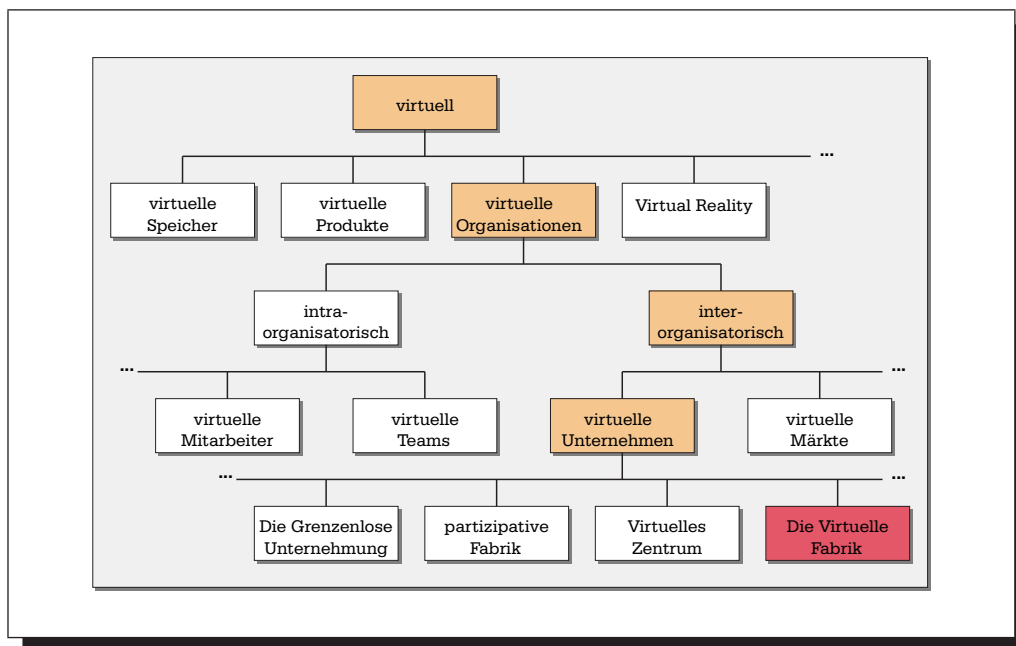 virtuell
...
virtuelle
Speicher
virtuelle
Produkte
virtuelle
Organisationen
Virtual Reality
intra-
organisatorisch
inter-
organisatorisch
...
...
virtuelle
Mitarbeiter
virtuelle
Teams
virtuelle
Unternehmen
virtuelle
Märkte
...
...
Die Grenzenlose
Unternehmung
partizipative
Fabrik
Virtuelles
Zentrum
Die Virtuelle
Fabrik